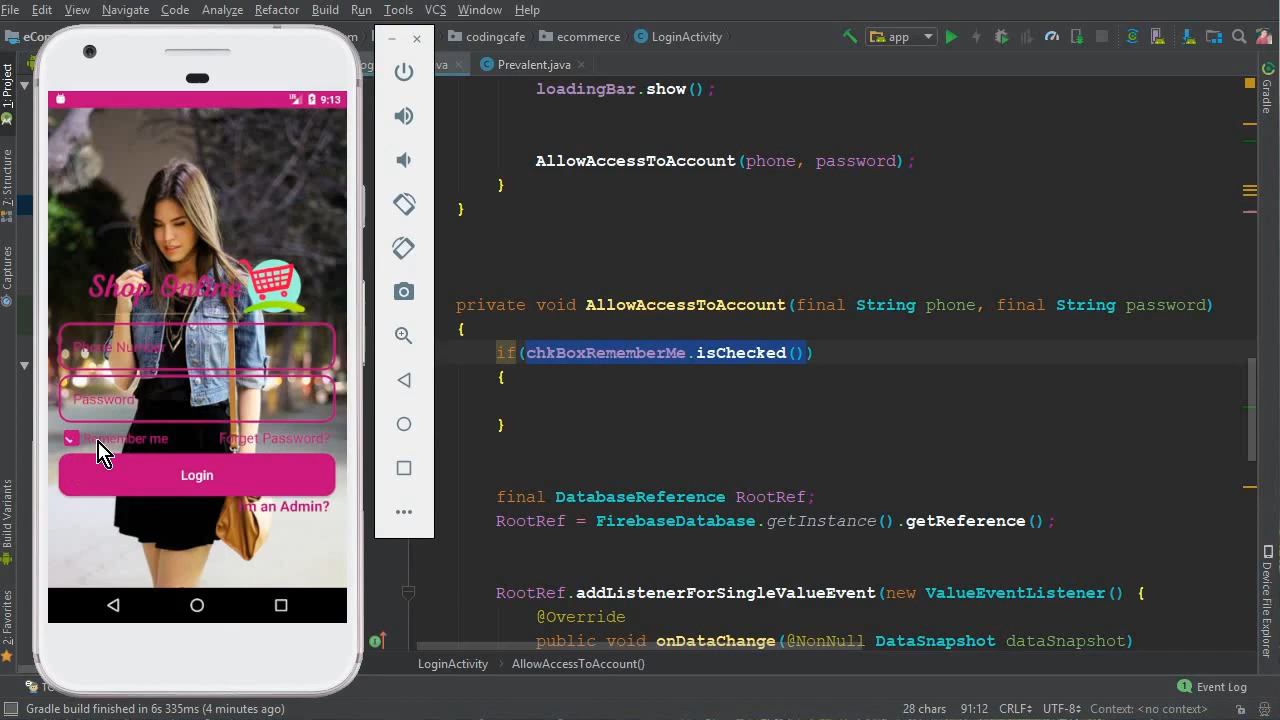 File Edit View Navigate Code Analyze Refactor Build Run Tools VCS Window Help
codingcafe ecommerce LoginActivity app
Prevalent.java
1: Project
7: Structure
Captures
Build Variants
2: Favorites
Gradle
Device File Explorer
9:13
Shop Online
Phone Number
Password
Remember me Forget Password?
Login
I'm an Admin?
loadingBar.show();
AllowAccessToAccount(phone, password);
}
}
private void AllowAccessToAccount(final String phone, final String password)
{
if(chkBoxRememberMe.isChecked())
{
}
final DatabaseReference RootRef;
RootRef = FirebaseDatabase.getInstance().getReference();
RootRef.addListenerForSingleValueEvent(new ValueEventListener() {
@Override
public void onDataChange(@NonNull DataSnapshot dataSnapshot)
LoginActivity AllowAccessToAccount()
Event Log
Gradle build finished in 6s 335ms (4 minutes ago) 28 chars 91:12 CRLF UTF-8 Context: <no context>